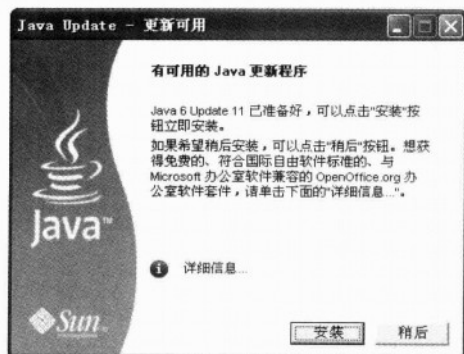 Java Update - 更新可用
有可用的 Java 更新程序
Java 6 Update 11 已准备好，可以点击"安装"按
钮立即安装。
如果希望稍后安装，可以点击"稍后"按钮。想获
得免费的、符合国际自由软件标准的、与
Microsoft 办公室软件兼容的 OpenOffice.org 办
公室软件套件，请单击下面的"详细信息..."。
Java™
详细信息...
Sun
安装
稍后